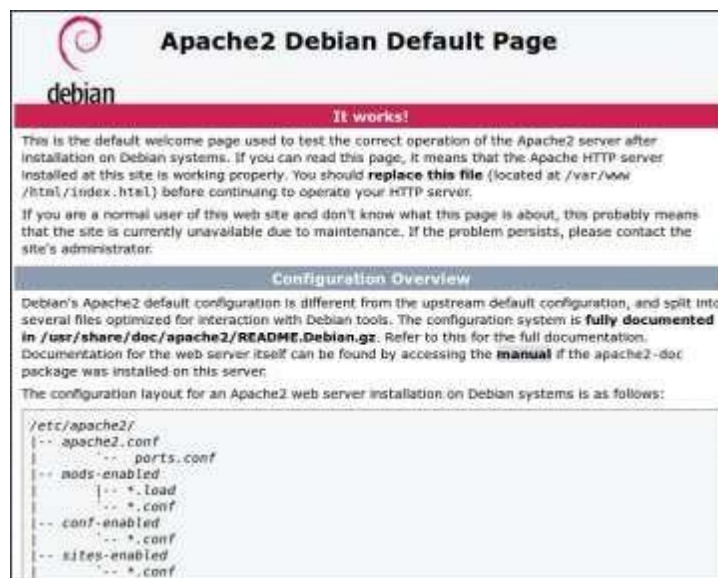 Apache2 Debian Default Page
debian
It works!
This is the default welcome page used to test the correct operation of the Apache2 server after
installation on Debian systems. If you can read this page, it means that the Apache HTTP server
installed at this site is working properly. You should replace this file (located at /var/www
/html/index.html) before continuing to operate your HTTP server.
If you are a normal user of this web site and don't know what this page is about, this probably means
that the site is currently unavailable due to maintenance. If the problem persists, please contact the
site's administrator.
Configuration Overview
Debian's Apache2 default configuration is different from the upstream default configuration, and split into
several files optimized for interaction with Debian tools. The configuration system is fully documented
in /usr/share/doc/apache2/README.Debian.gz. Refer to this for the full documentation.
Documentation for the web server itself can be found by accessing the manual if the apache2-doc
package was installed on this server.
The configuration layout for an Apache2 web server installation on Debian systems is as follows:
/etc/apache2/
|-- apache2.conf
|       `-- ports.conf
|-- mods-enabled
|       |-- *.load
|       `-- *.conf
|-- conf-enabled
|       `-- *.conf
|-- sites-enabled
|       `-- *.conf